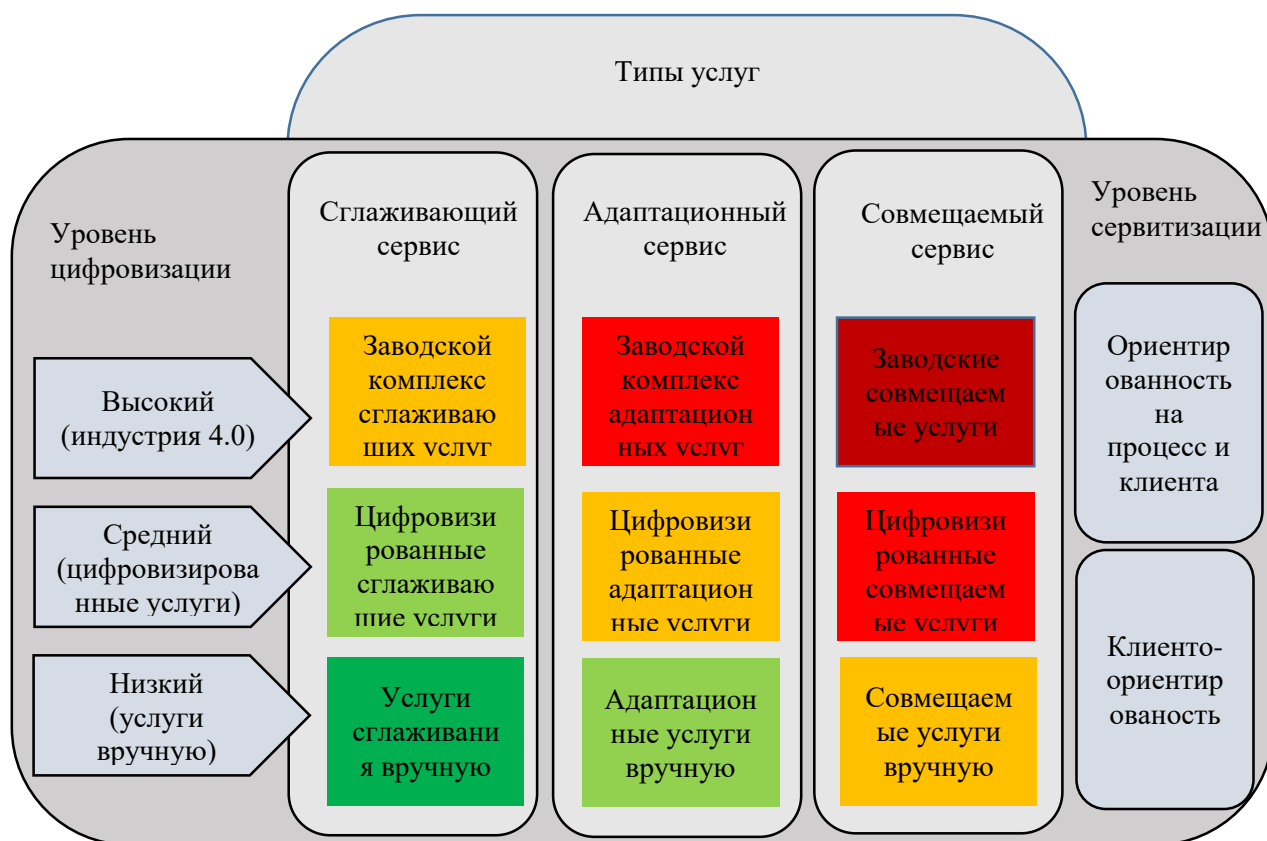 Типы услуг
Уровень
цифровизации
Сглаживающий
сервис
Адаптационный
сервис
Совмещаемый
сервис
Уровень
сервитизации
Высокий
(индустрия 4.0)
Заводской
комплекс
сглаживаю
ших услуг
Заводской
комплекс
адаптацион
ных услуг
Заводские
совмещаем
ые услуги
Ориентир
ованность
на
процесс и
клиента
Средний
(цифровизирова
нные услуги)
Цифровизи
рованные
сглаживаю
шие услуги
Цифровизи
рованные
адаптацион
ные услуги
Цифровизи
рованные
совмещаем
ые услуги
Низкий
(услуги
вручную)
Услуги
сглаживани
я вручную
Адаптацион
ные услуги
вручную
Совмещаем
ые услуги
вручную
Клиенто-
ориентир
ованость